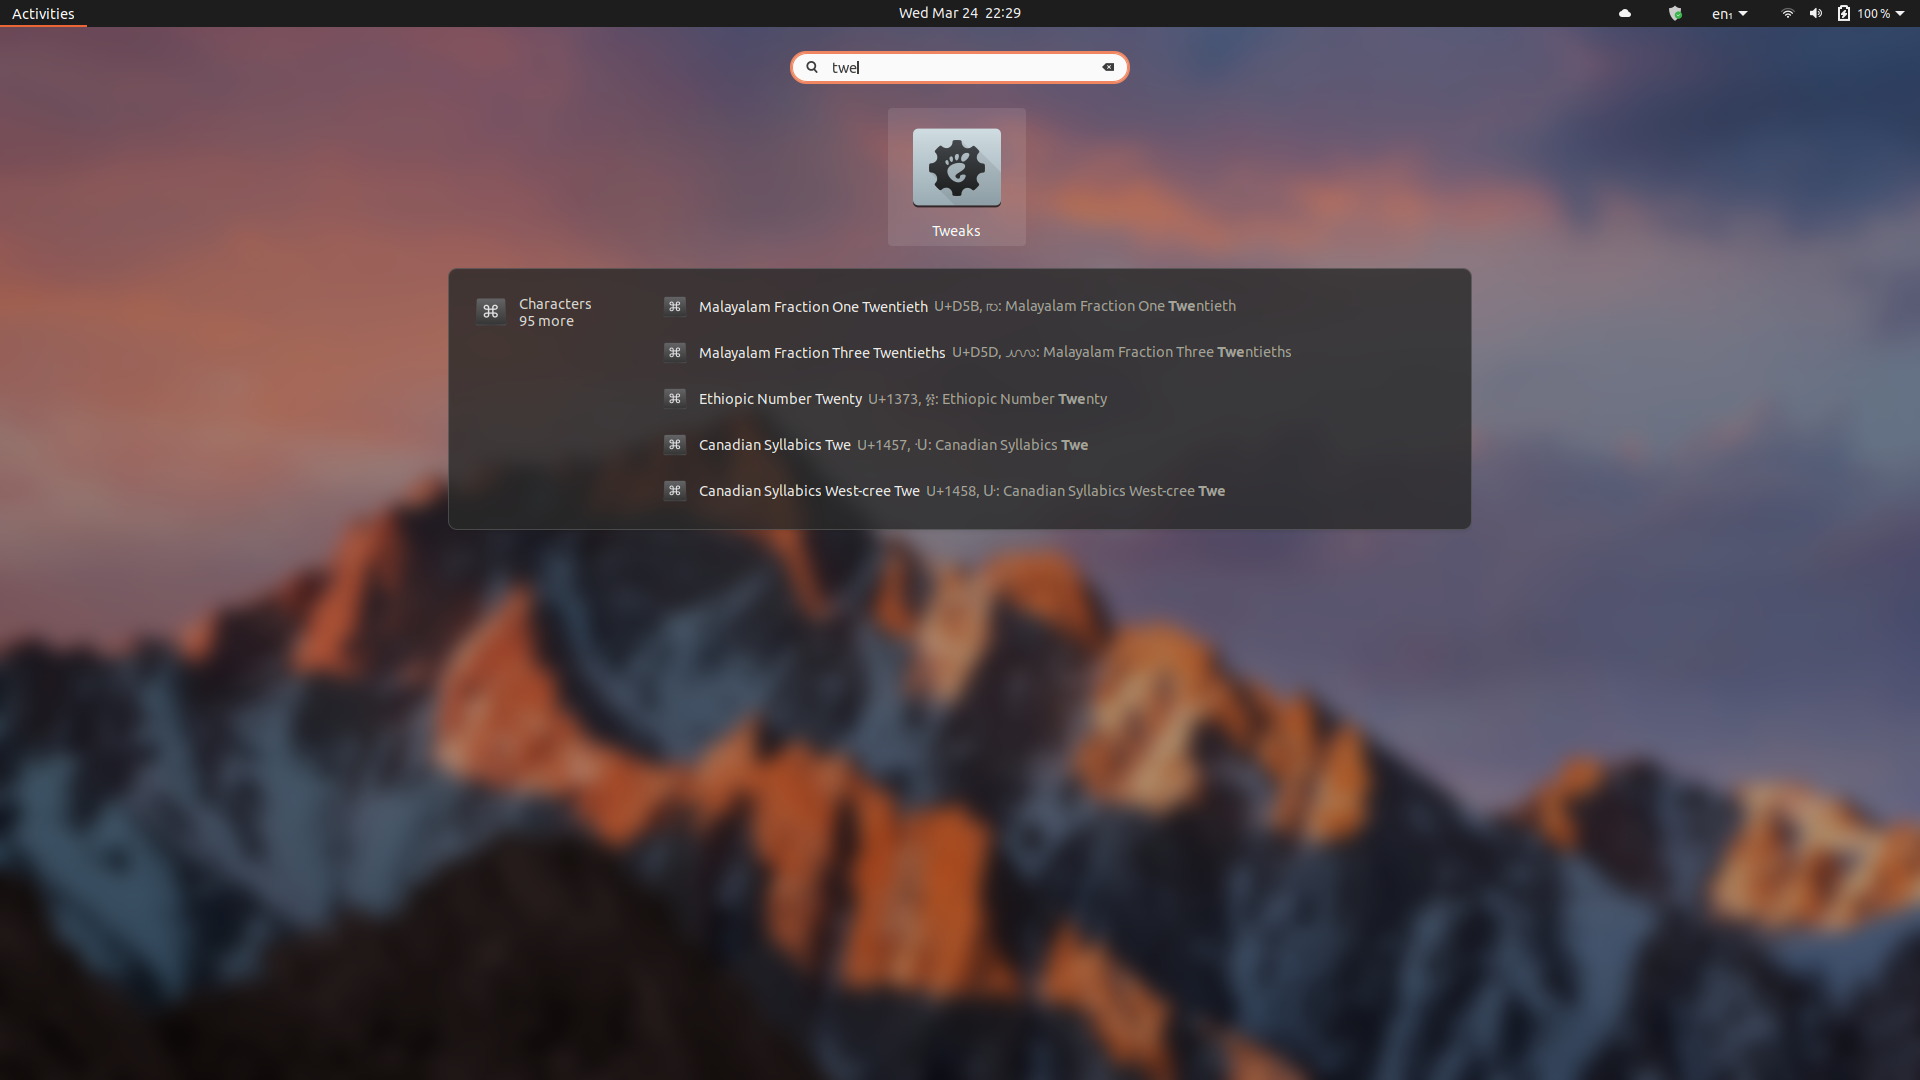 Activities
Wed Mar 24 22:29
en₁
100 %
twe
Tweaks
Characters
95 more
Malayalam Fraction One Twentieth U+D5B, ൛: Malayalam Fraction One Twentieth
Malayalam Fraction Three Twentieths U+D5D, ൝: Malayalam Fraction Three Twentieths
Ethiopic Number Twenty U+1373, ፳: Ethiopic Number Twenty
Canadian Syllabics Twe U+1457, ᑗ: Canadian Syllabics Twe
Canadian Syllabics West-cree Twe U+1458, ᑘ: Canadian Syllabics West-cree Twe